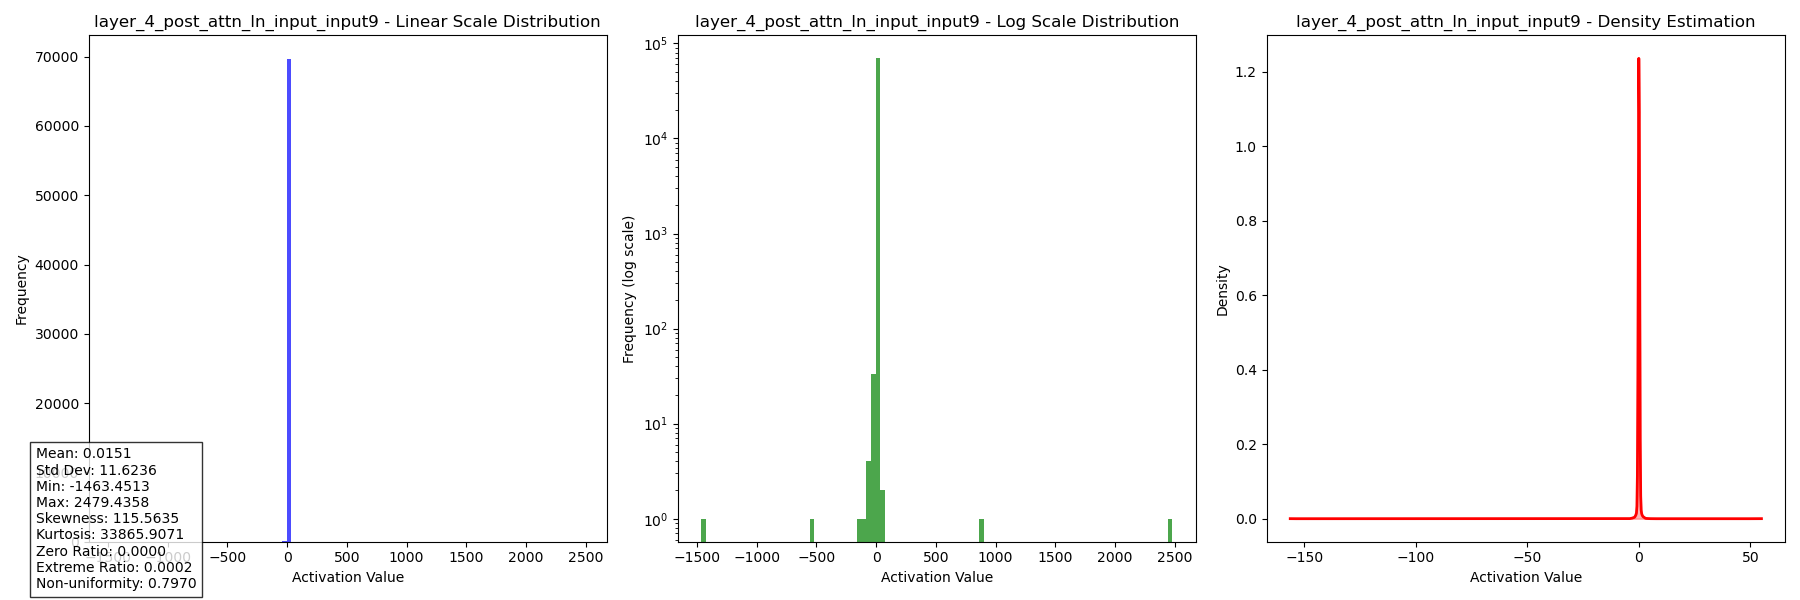 layer_4_post_attn_ln_input_input9 - Linear Scale Distribution
layer_4_post_attn_ln_input_input9 - Log Scale Distribution
layer_4_post_attn_ln_input_input9 - Density Estimation
Frequency
70000
60000
50000
40000
30000
20000
10000
0
−1000
−500
0
500
1000
1500
2000
2500
Activation Value
Mean: 0.0151
Std Dev: 11.6236
Min: -1463.4513
Max: 2479.4358
Skewness: 115.5635
Kurtosis: 33865.9071
Zero Ratio: 0.0000
Extreme Ratio: 0.0002
Non-uniformity: 0.7970
Frequency (log scale)
10^5
10^4
10^3
10^2
10^1
10^0
−1500
−1000
−500
0
500
1000
1500
2000
2500
Activation Value
Density
1.2
1.0
0.8
0.6
0.4
0.2
0.0
−150
−100
−50
0
50
Activation Value